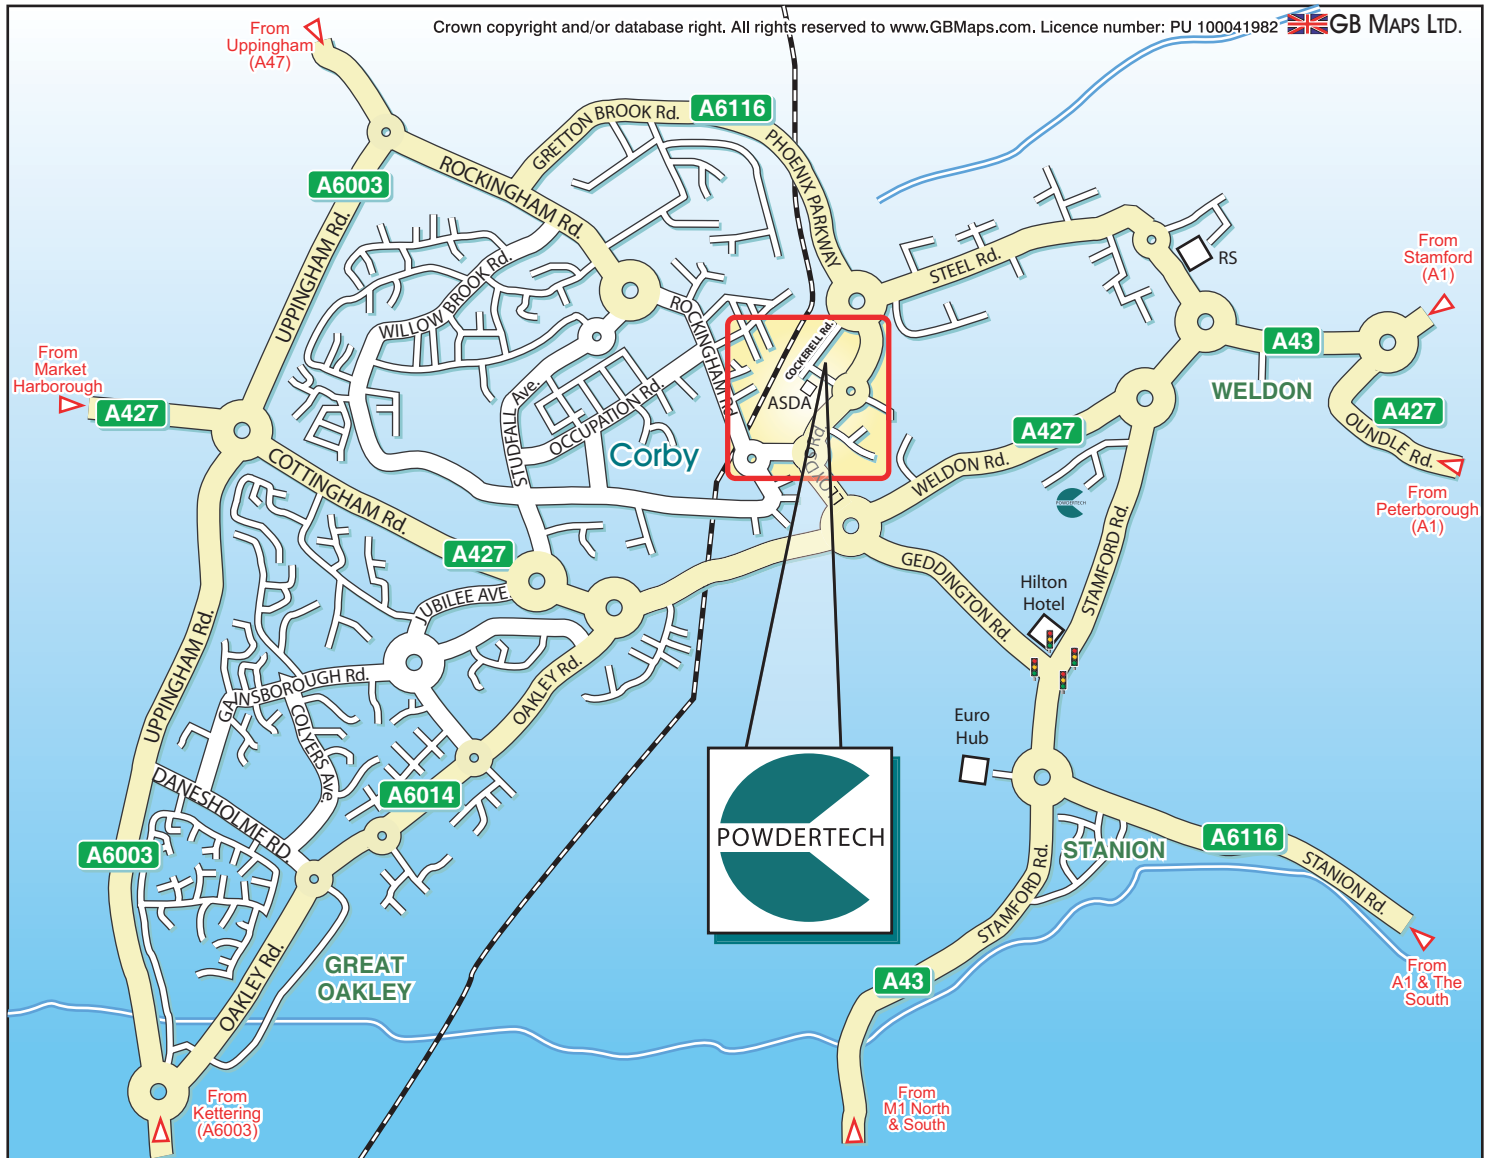 Crown copyright and/or database right. All rights reserved to www.GBMaps.com. Licence number: PU 100041982
GB MAPS LTD.
From
Uppingham
(A47)
A6116
GRETTON BROOK Rd.
PHOENIX PARKWAY
ROCKINGHAM Rd.
A6003
UPPINGHAM Rd.
STEEL Rd.
RS
From
Stamford
(A1)
WILLOW BROOK Rd.
ROCKINGHAM Rd
COCKERELL Rd.
A43
WELDON
From
Market
Harborough
A427
ASDA
A427
OUNDLE Rd.
STUDFALL Ave.
OCCUPATION Rd.
Corby
LLOYDS Rd.
A427
WELDON Rd.
COTTINGHAM Rd.
POWDERTECH
From
Peterborough
(A1)
A427
STAMFORD Rd.
GEDDINGTON Rd.
Hilton
Hotel
JUBILEE AVE.
UPPINGHAM Rd.
GAINSBOROUGH Rd.
COLYERS Ave.
OAKLEY Rd.
Euro
Hub
DANESHOLME RD.
A6014
POWDERTECH
A6003
STANION
A6116
STANION Rd.
STAMFORD Rd.
GREAT
OAKLEY
OAKLEY Rd.
A43
From
A1 & The
South
From
Kettering
(A6003)
From
M1 North
& South